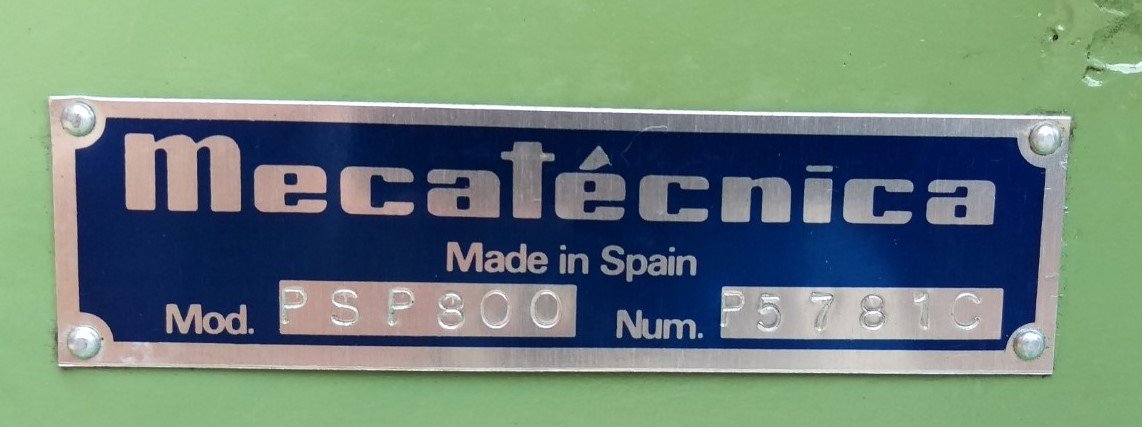 mecatécnica
Made in Spain
Mod. PSP800 Num. P5781C